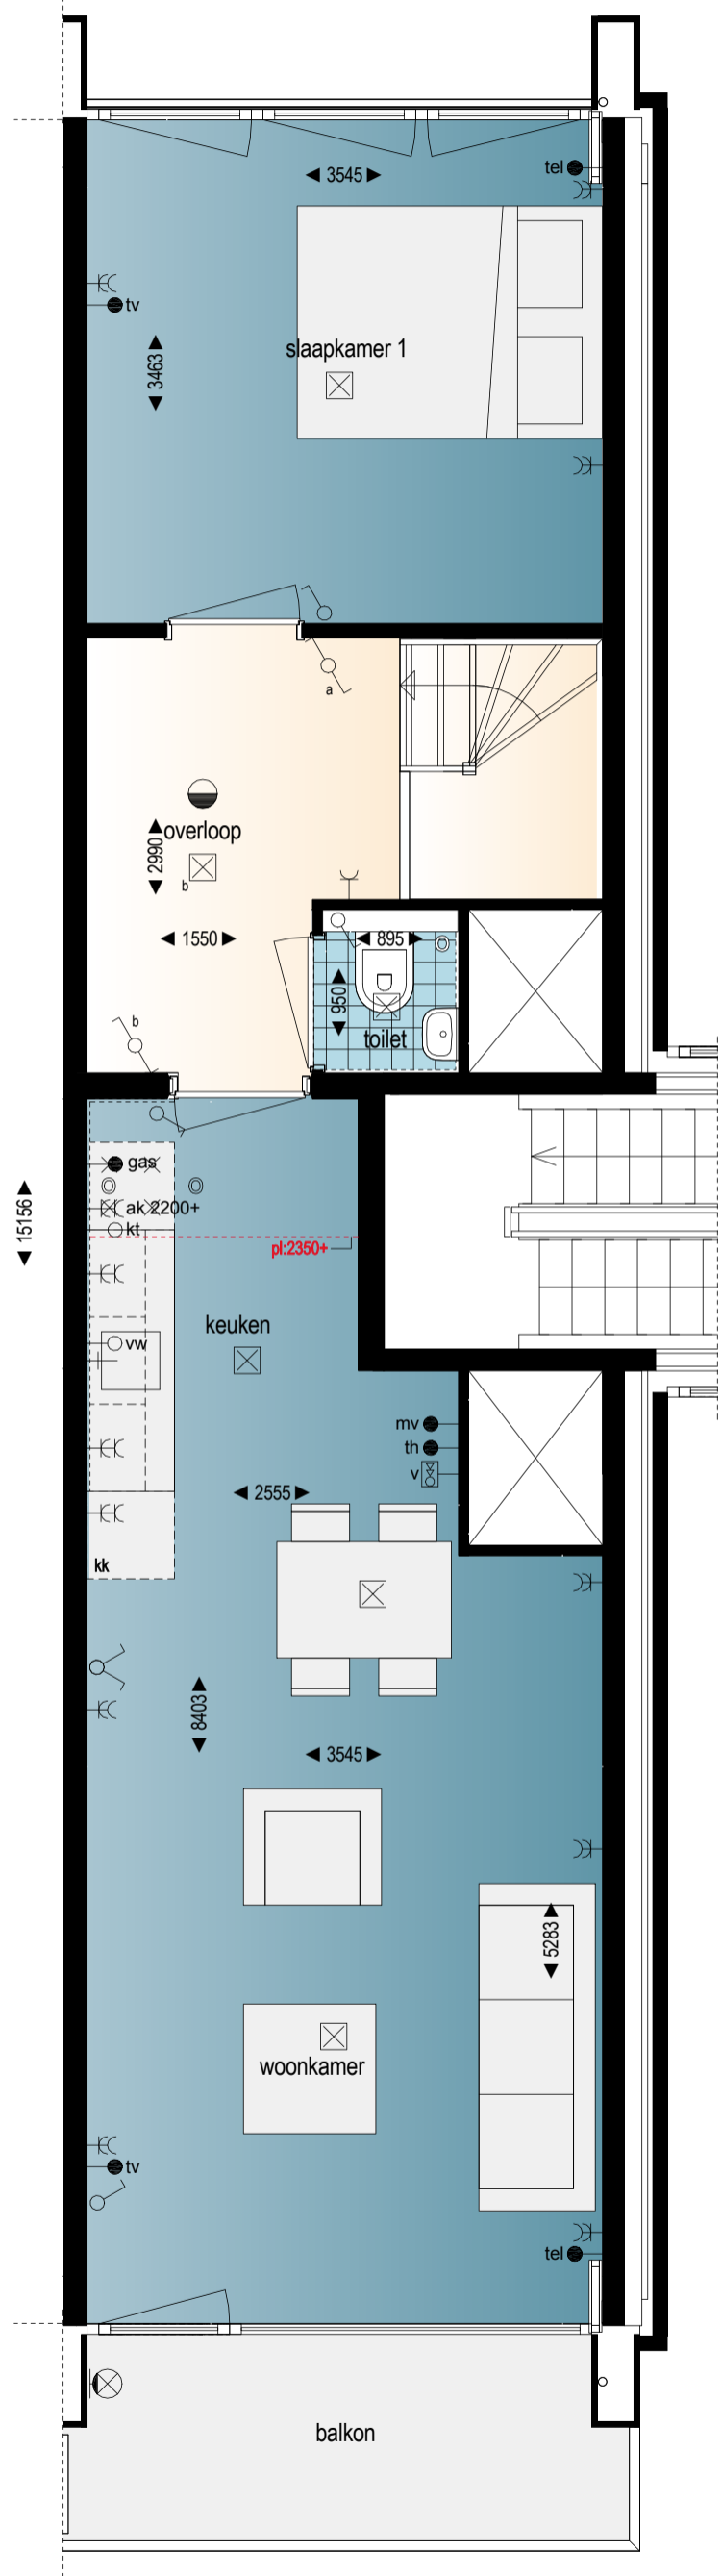 3545
tel
tv
slaapkamer 1
3463
a
overloop
2990
b
1550
895
950
toilet
b
gas
ak 2200+
kt
15156
pl:2350+
keuken
vw
mv
th
v
2555
kk
8403
3545
5283
woonkamer
tv
tel
balkon